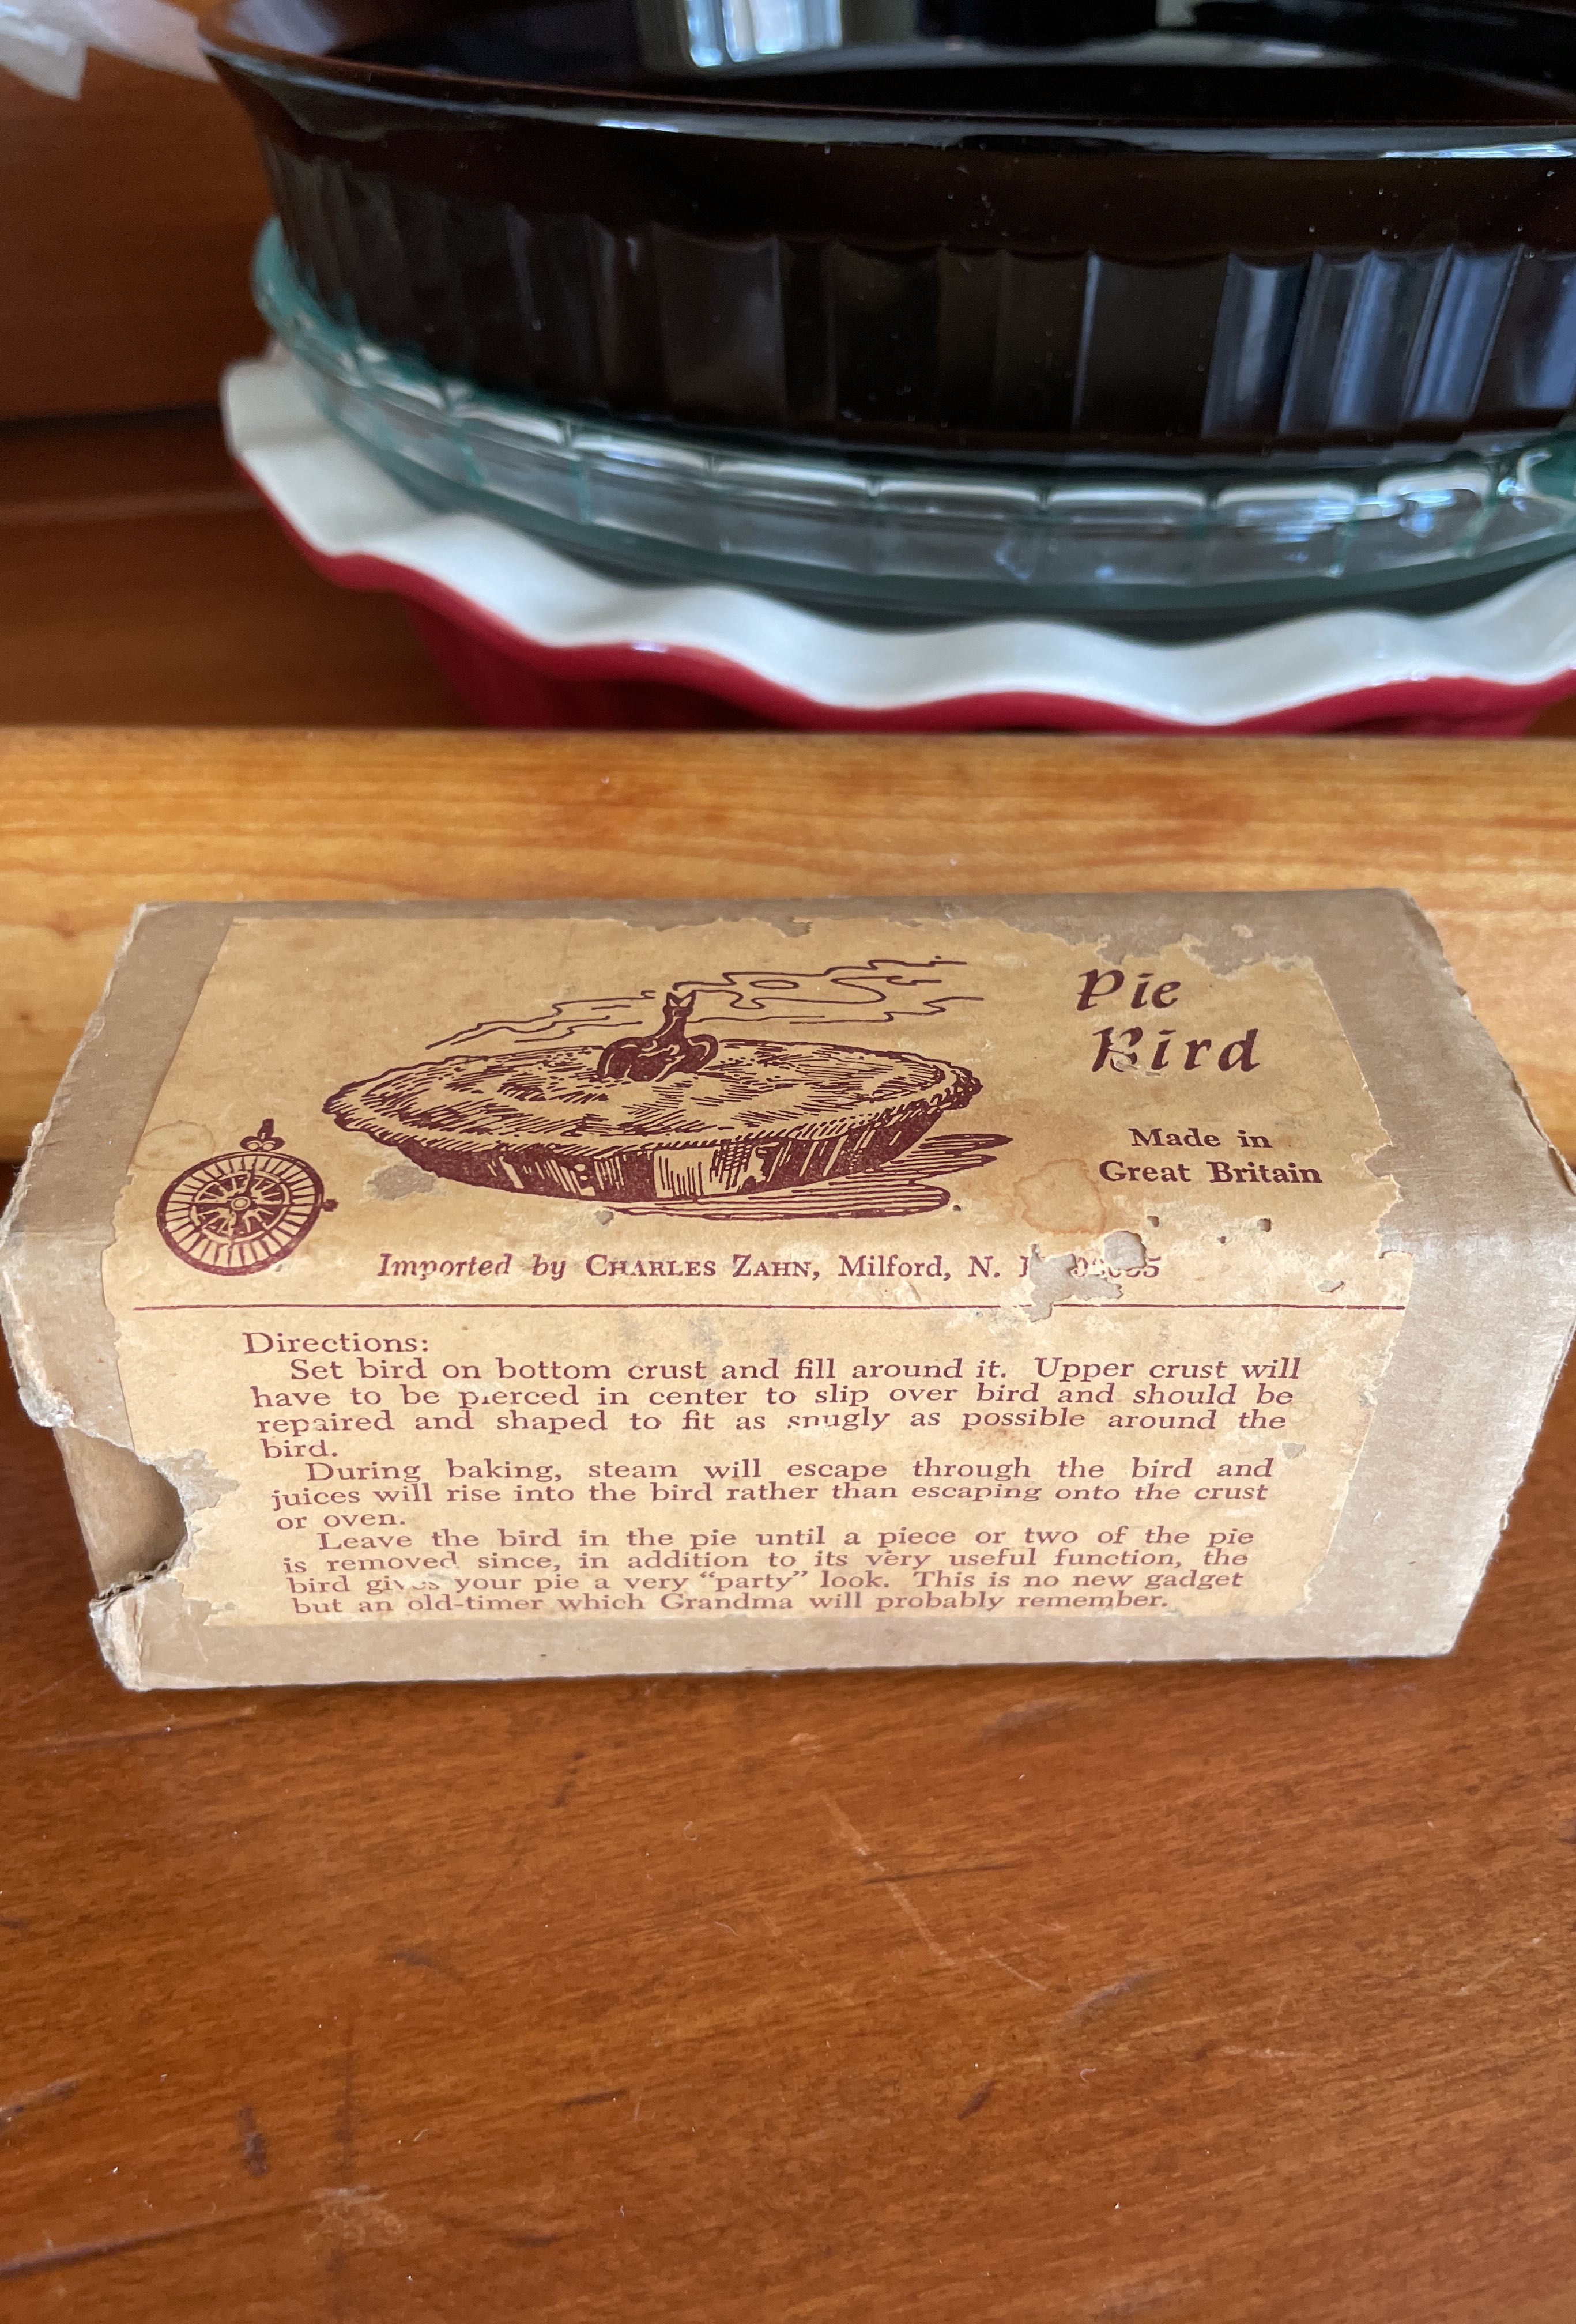 Pie
Bird
Made in
Great Britain
Imported by CHARLES ZAHN, Milford, N.
Directions:
Set bird on bottom crust and fill around it. Upper crust will
have to be pierced in center to slip over bird and should be
repaired and shaped to fit as snugly as possible around the
bird.
During baking, steam will escape through the bird and
juices will rise into the bird rather than escaping onto the crust
or oven.
Leave the bird in the pie until a piece or two of the pie
is removed since, in addition to its very useful function, the
bird gives your pie a very “party” look. This is no new gadget
but an old-timer which Grandma will probably remember.